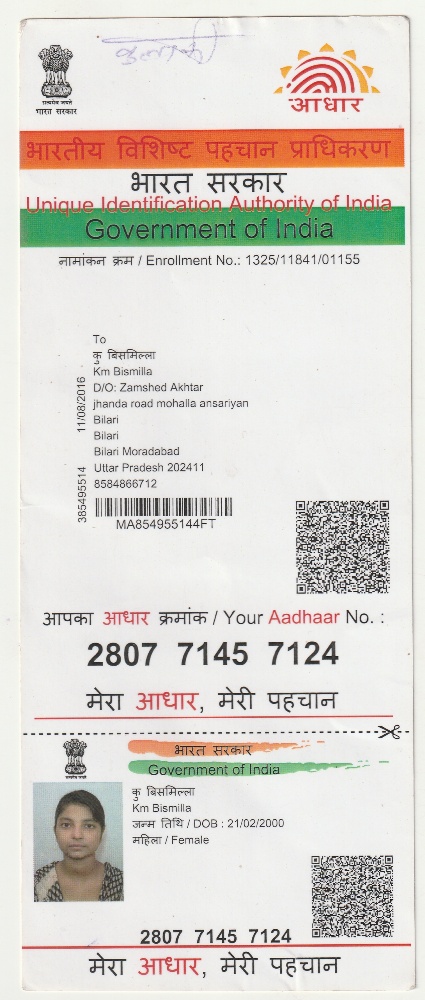 सत्यमेव जयते
भारत सरकार
आधार
भारतीय विशिष्ट पहचान प्राधिकरण
भारत सरकार
Unique Identification Authority of India
Government of India
नामांकन क्रम / Enrollment No.: 1325/11841/01155
To
कु बिसमिल्ला
Km Bismilla
D/O: Zamshed Akhtar
jhanda road mohalla ansariyan
Bilari
Bilari
Bilari Moradabad
Uttar Pradesh 202411
8584866712
11/08/2016
385495514
MA854955144FT
आपका आधार क्रमांक / Your Aadhaar No. :
2807 7145 7124
मेरा आधार, मेरी पहचान
भारत सरकार
Government of India
कु बिसमिल्ला
Km Bismilla
जन्म तिथि / DOB : 21/02/2000
महिला / Female
2807 7145 7124
मेरा आधार, मेरी पहचान